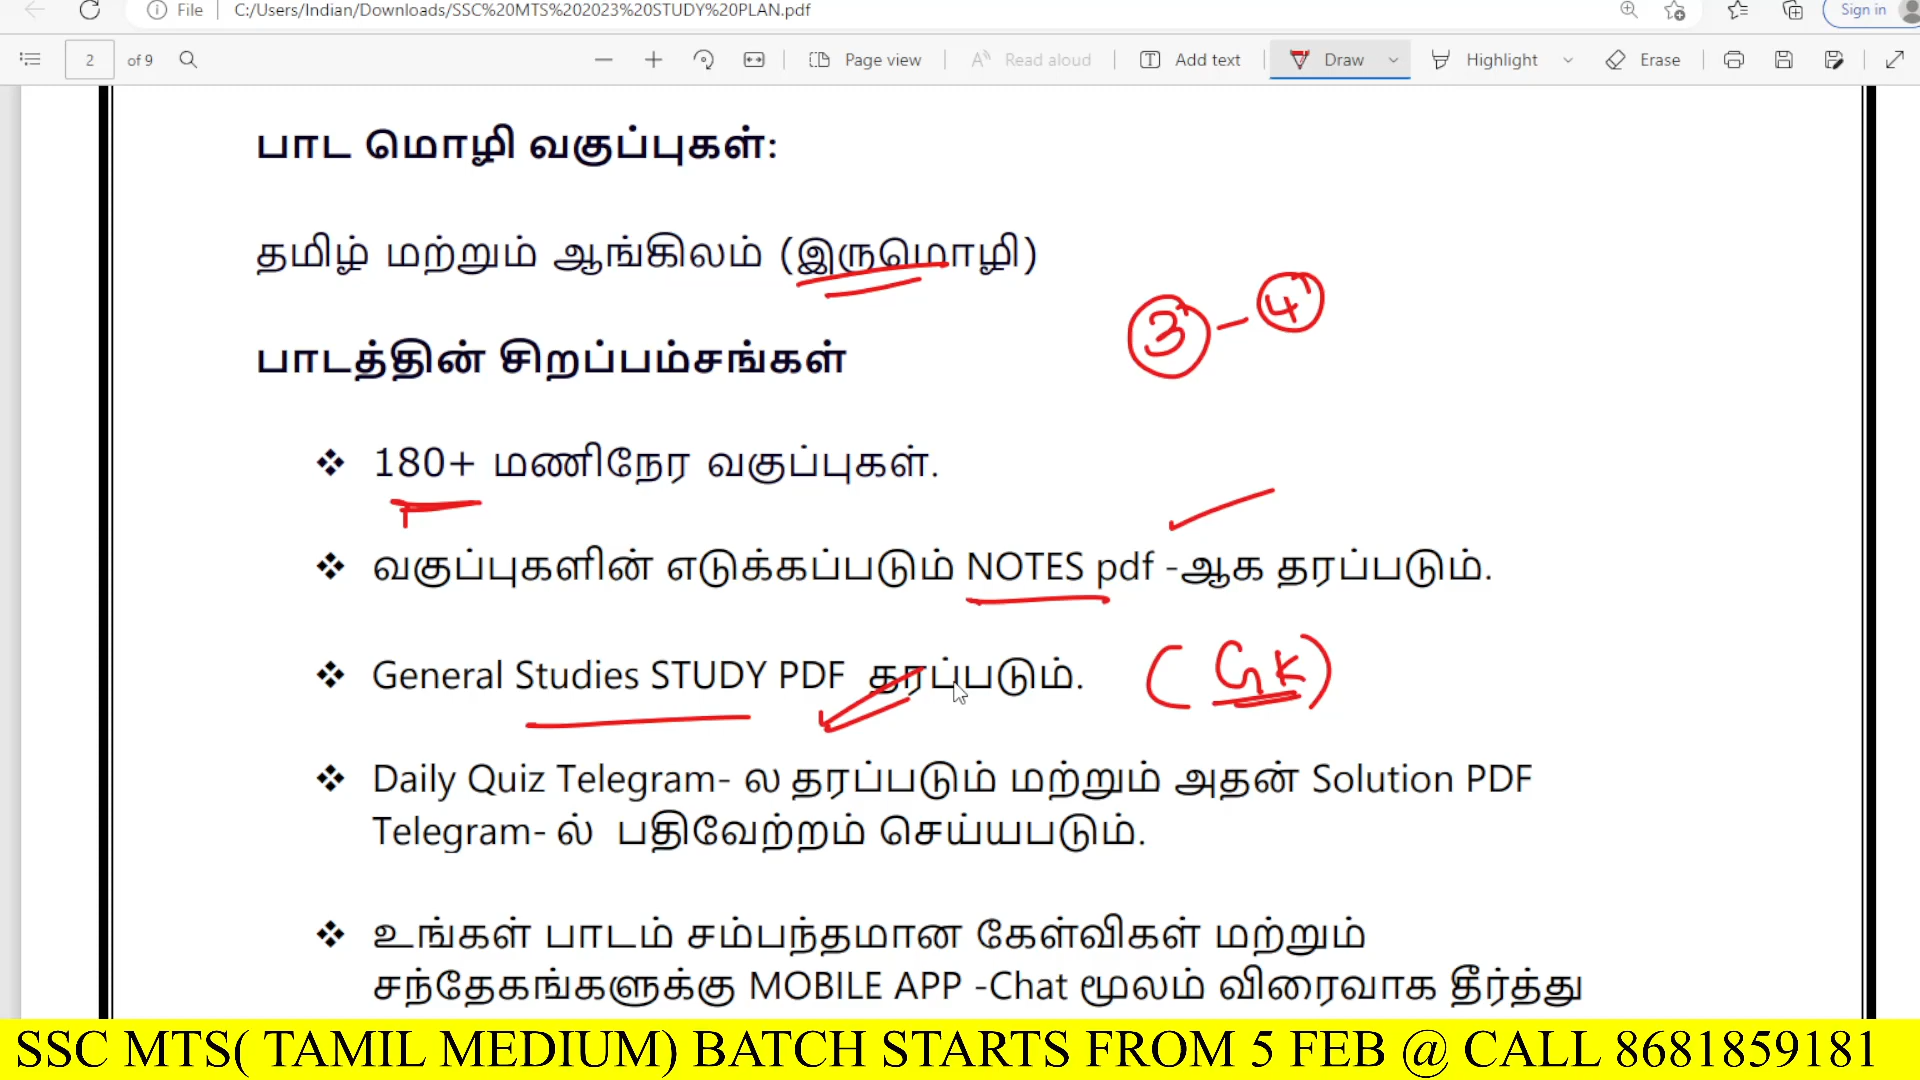 File C:/Users/Indian/Downloads/SSC%20MTS%202023%20STUDY%20PLAN.pdf Sign in
2 of 9 Page view Read aloud Add text Draw Highlight Erase
பாட மொழி வகுப்புகள்:
தமிழ் மற்றும் ஆங்கிலம் (இருமொழி)
3 - 4
பாடத்தின் சிறப்பம்சங்கள்
❖ 180+ மணிநேர வகுப்புகள்.
❖ வகுப்புகளின் எடுக்கப்படும் NOTES pdf -ஆக தரப்படும்.
❖ General Studies STUDY PDF தரப்படும். (GK)
❖ Daily Quiz Telegram- ல தரப்படும் மற்றும் அதன் Solution PDF
Telegram- ல் பதிவேற்றம் செய்யபடும்.
❖ உங்கள் பாடம் சம்பந்தமான கேள்விகள் மற்றும்
சந்தேகங்களுக்கு MOBILE APP -Chat மூலம் விரைவாக தீர்த்து
SSC MTS( TAMIL MEDIUM) BATCH STARTS FROM 5 FEB @ CALL 8681859181